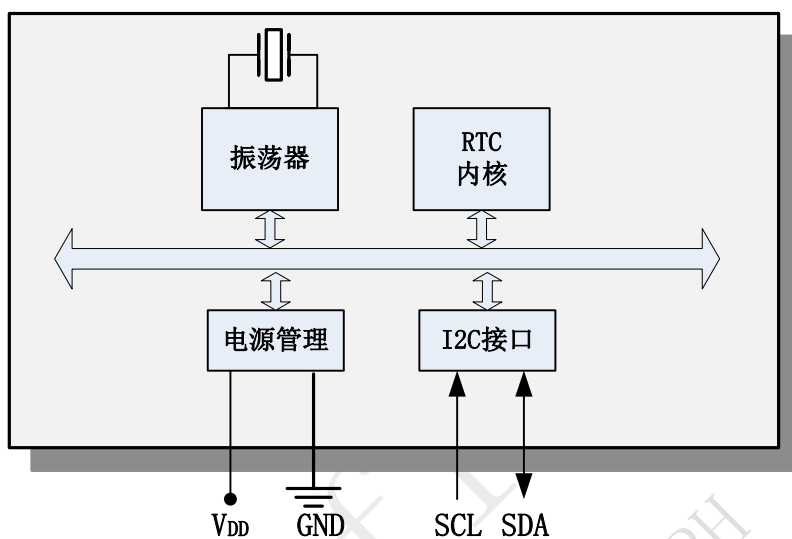 振荡器
RTC
内核
电源管理
I2C接口
VDD
GND
SCL
SDA